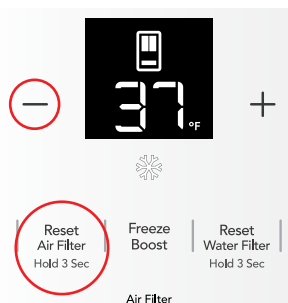 − 37 °F +
Reset Air Filter Hold 3 Sec
Freeze Boost
Reset Water Filter Hold 3 Sec
Air Filter